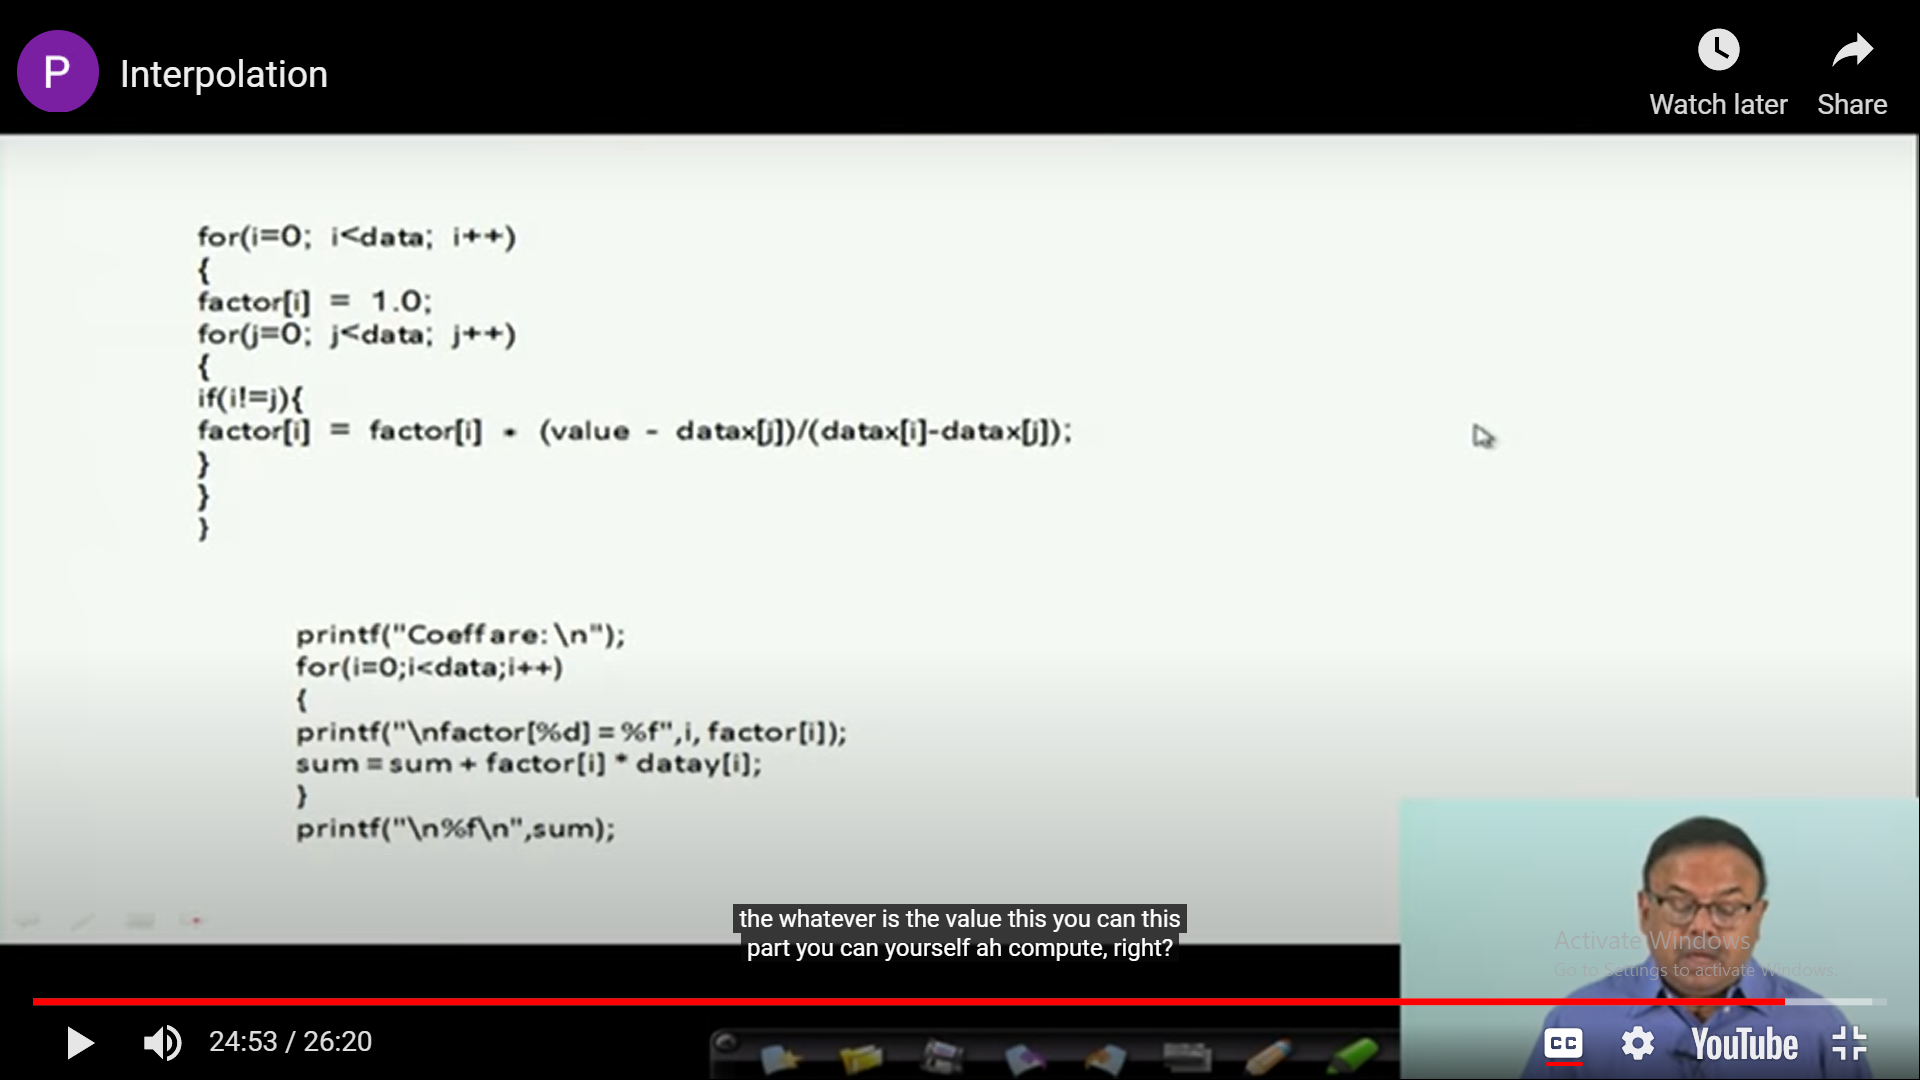 P
Interpolation
Watch later
Share
for(i=0; i<data; i++)
{
factor[i] = 1.0;
for(j=0; j<data; j++)
{
if(i!=j){
factor[i] = factor[i] * (value - datax[j])/(datax[i]-datax[j]);
}
}
}
printf("Coeff are: \n");
for(i=0;i<data;i++)
{
printf("\nfactor[%d] = %f",i, factor[i]);
sum = sum + factor[i] * datay[i];
}
printf("\n%f\n",sum);
the whatever is the value this you can this
part you can yourself ah compute, right?
Activate Windows
Go to Settings to activate Windows.
24:53 / 26:20
CC
YouTube